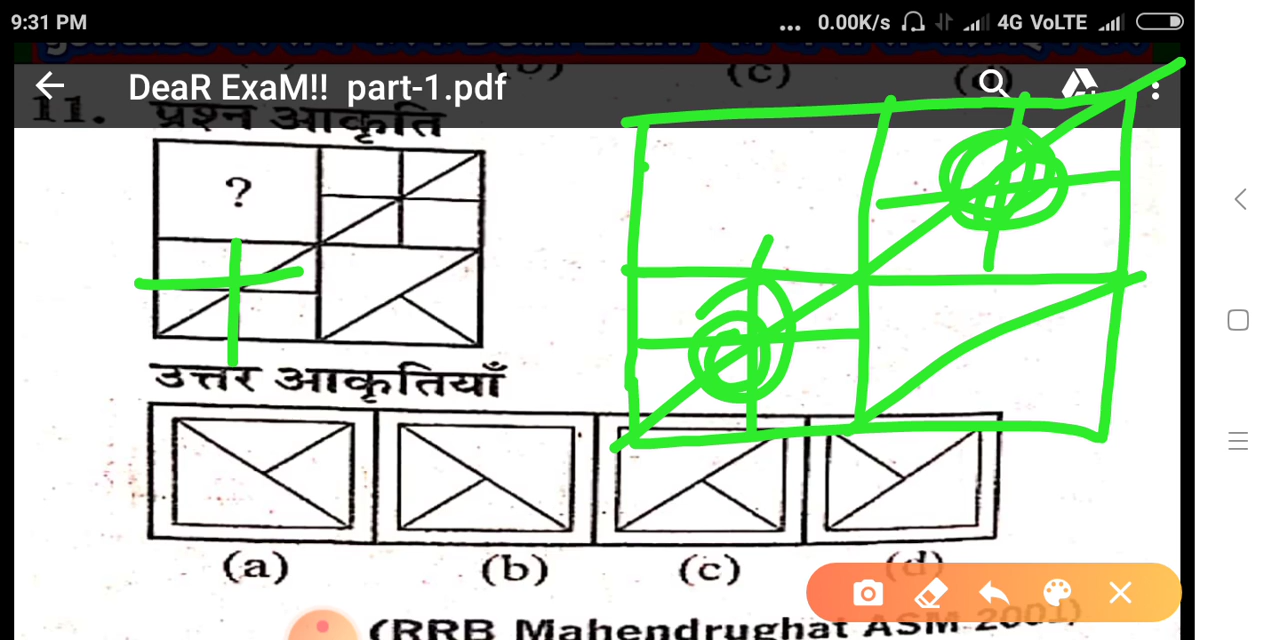 9:31 PM
... 0.00K/s 4G VoLTE
DeaR ExaM!! part-1.pdf
(b) (c) (d)
11. प्रश्न आकृति
?
उत्तर आकृतियाँ
(a) (b) (c) (d)
(RRB Mahendrughat ASM 2001)